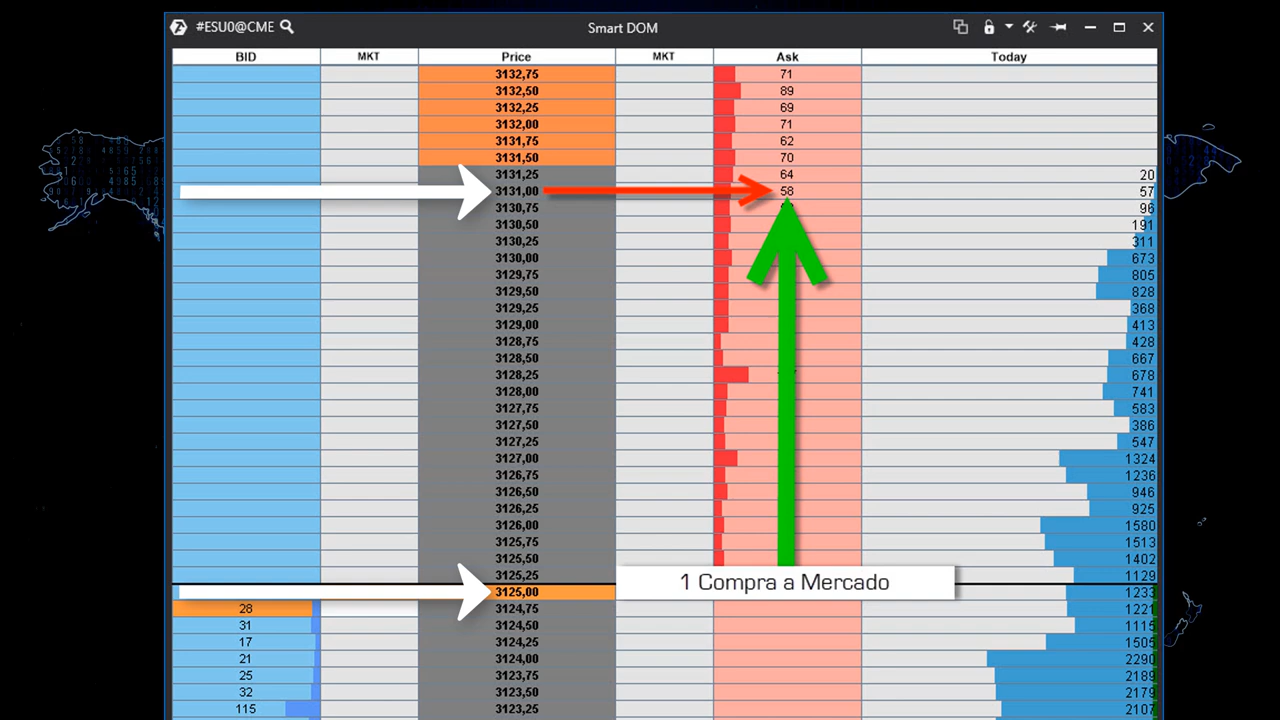 #ESU0@CME Smart DOM
BID MKT Price MKT Ask Today
3132,75 71
3132,50 89
3132,25 69
3132,00 71
3131,75 62
3131,50 70
3131,25 64 20
3131,00 58 57
3130,75 96
3130,50 191
3130,25 311
3130,00 673
3129,75 805
3129,50 828
3129,25 368
3129,00 413
3128,75 428
3128,50 667
3128,25 678
3128,00 741
3127,75 583
3127,50 386
3127,25 547
3127,00 1324
3126,75 1236
3126,50 946
3126,25 925
3126,00 1580
3125,75 1513
3125,50 1402
3125,25 1129
3125,00 1 Compra a Mercado 1233
28 3124,75 1221
31 3124,50 1115
17 3124,25 1505
21 3124,00 2290
25 3123,75 2189
32 3123,50 2179
115 3123,25 2107